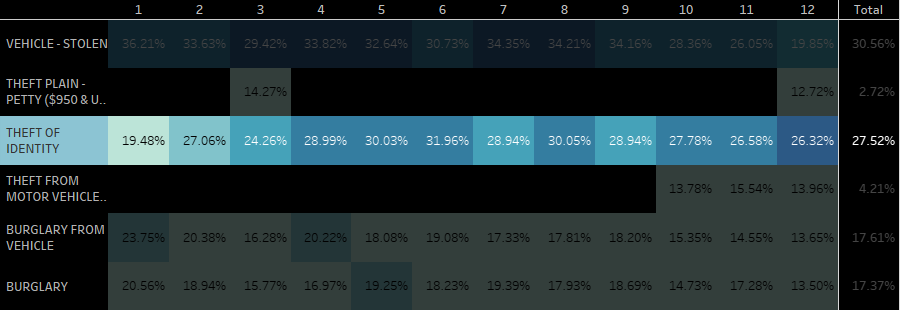 1 2 3 4 5 6 7 8 9 10 11 12 Total
VEHICLE - STOLEN 36.21% 33.63% 29.42% 33.82% 32.64% 30.73% 34.35% 34.21% 34.16% 28.36% 26.05% 19.85% 30.56%
THEFT PLAIN -
PETTY ($950 & U.. 14.27% 12.72% 2.72%
THEFT OF
IDENTITY 19.48% 27.06% 24.26% 28.99% 30.03% 31.96% 28.94% 30.05% 28.94% 27.78% 26.58% 26.32% 27.52%
THEFT FROM
MOTOR VEHICLE.. 13.78% 15.54% 13.96% 4.21%
BURGLARY FROM
VEHICLE 23.75% 20.38% 16.28% 20.22% 18.08% 19.08% 17.33% 17.81% 18.20% 15.35% 14.55% 13.65% 17.61%
BURGLARY 20.56% 18.94% 15.77% 16.97% 19.25% 18.23% 19.39% 17.93% 18.69% 14.73% 17.28% 13.50% 17.37%